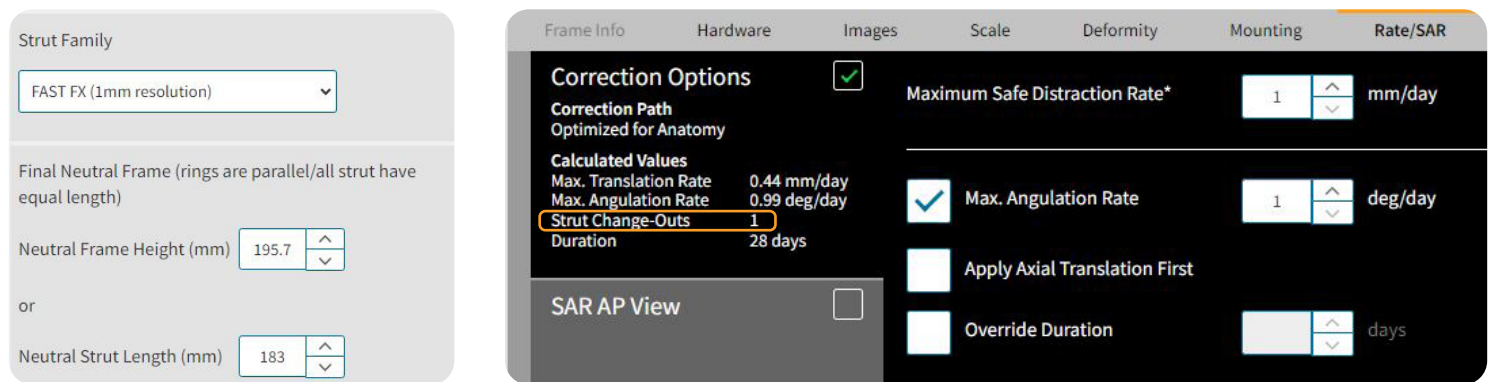 Strut Family
FAST FX (1mm resolution)
Final Neutral Frame (rings are parallel/all strut have
equal length)
Neutral Frame Height (mm) 195.7
or
Neutral Strut Length (mm) 183
Frame Info Hardware Images Scale Deformity Mounting Rate/SAR
Correction Options
Correction Path
Optimized for Anatomy
Calculated Values
Max. Translation Rate 0.44 mm/day
Max. Angulation Rate 0.99 deg/day
Strut Change-Outs 1
Duration 28 days
SAR AP View
Maximum Safe Distraction Rate* 1 mm/day
Max. Angulation Rate 1 deg/day
Apply Axial Translation First
Override Duration days